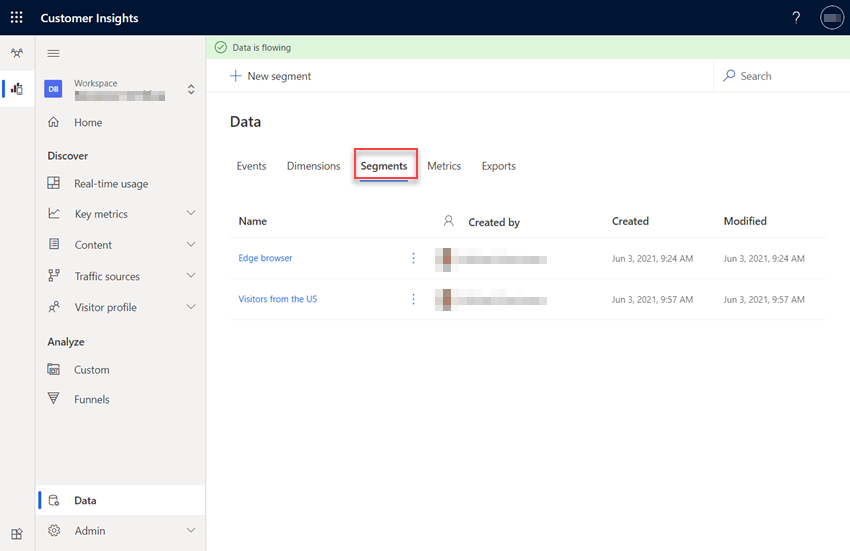 Customer Insights
?
Data is flowing
New segment
Search
DB
Workspace
Home
Discover
Real-time usage
Key metrics
Content
Traffic sources
Visitor profile
Analyze
Custom
Funnels
Data
Admin
Data
Events Dimensions Segments Metrics Exports
Name Created by Created Modified
Edge browser Jun 3, 2021, 9:24 AM Jun 3, 2021, 9:24 AM
Visitors from the US Jun 3, 2021, 9:57 AM Jun 3, 2021, 9:57 AM